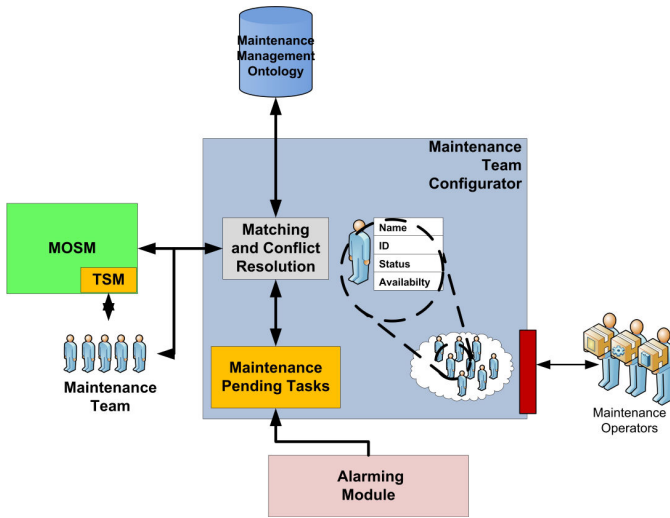 Maintenance
Management
Ontology
Maintenance
Team
Configurator
MOSM
TSM
Matching
and Conflict
Resolution
Name
ID
Status
Availabilty
Maintenance
Team
Maintenance
Pending Tasks
Maintenance
Operators
Alarming
Module